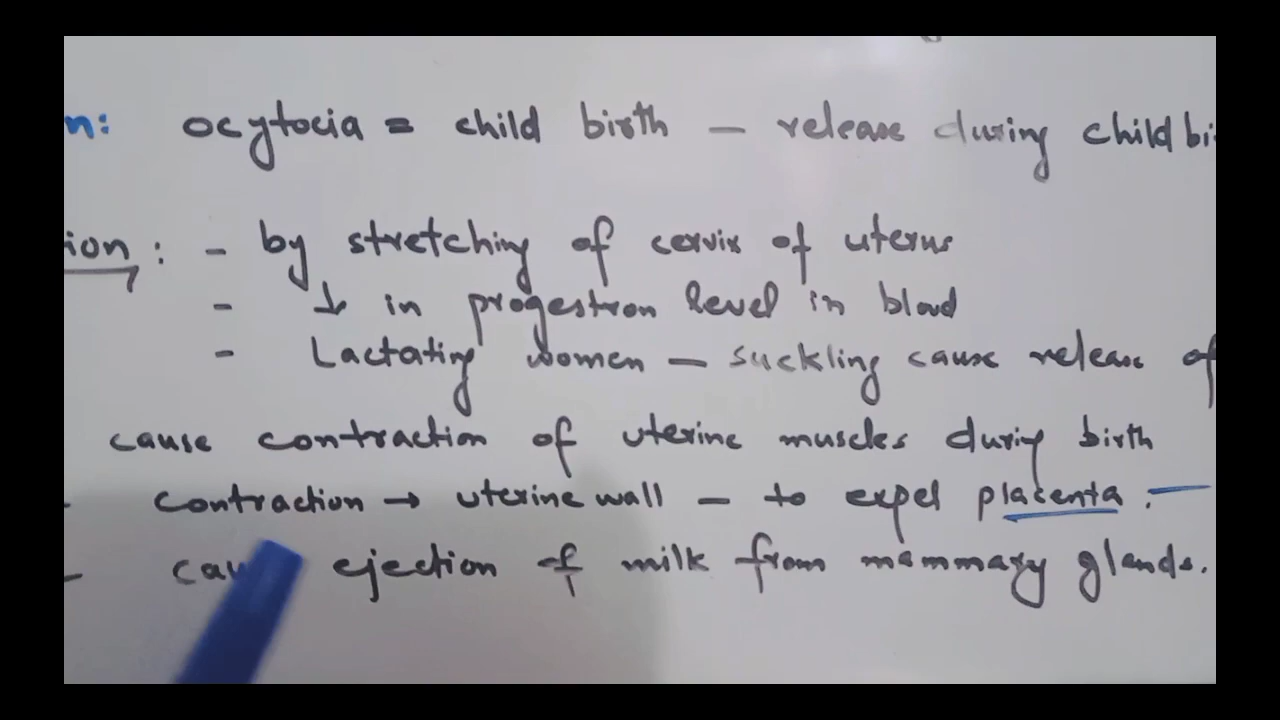 n: ocytocia = child birth – release during child bi
ion : - by stretching of cervix of uterus
- ↓ in progestron level in blood
- Lactating women – suckling cause release of
cause contraction of uterine muscles during birth
- contraction → uterine wall – to expel placenta. –
- cau ejection of milk from mammary glands.